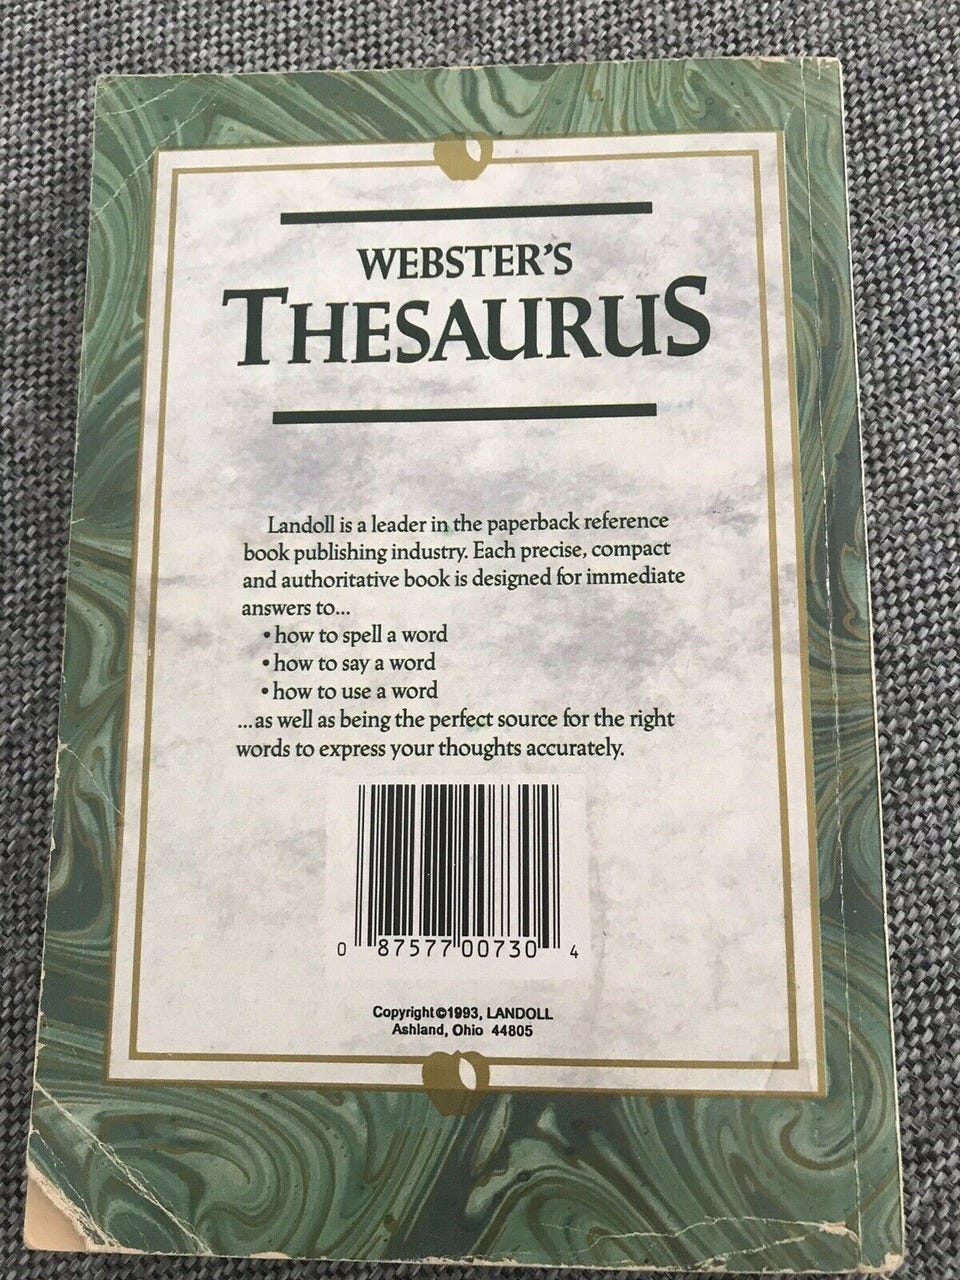 WEBSTER'S
THESAURUS
Landoll is a leader in the paperback reference
book publishing industry. Each precise, compact
and authoritative book is designed for immediate
answers to...
• how to spell a word
• how to say a word
• how to use a word
...as well as being the perfect source for the right
words to express your thoughts accurately.
0 87577 00730 4
Copyright©1993, LANDOLL
Ashland, Ohio 44805